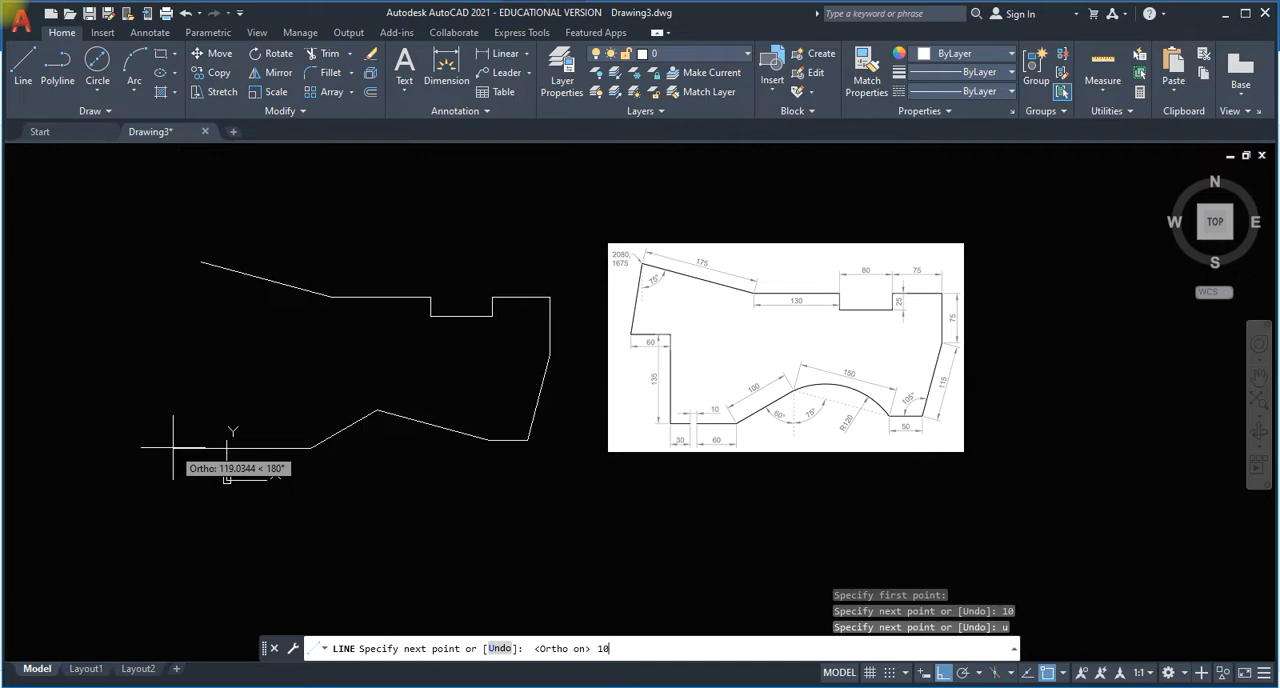 Autodesk AutoCAD 2021 - EDUCATIONAL VERSION Drawing3.dwg
Type a keyword or phrase
Sign In
Home Insert Annotate Parametric View Manage Output Add-ins Collaborate Express Tools Featured Apps
Line Polyline Circle Arc
Move Rotate Trim
Copy Mirror Fillet
Stretch Scale Array
Text Dimension
Linear
Leader
Table
Layer Properties
0
Make Current
Match Layer
Insert
Create
Edit
Match Properties
ByLayer
ByLayer
ByLayer
Group
Measure
Paste
Base
Draw Modify Annotation Layers Block Properties Groups Utilities Clipboard View
Start Drawing3*
N
W TOP E
S
WCS
2080,
1675
175
75°
80 75
130
25
75
60
135
150
115
100
10
105°
60° 75°
R120
30 60
50
Y
X
Ortho: 119.0344 < 180°
Specify first point:
Specify next point or [Undo]: 10
Specify next point or [Undo]: u
LINE Specify next point or [Undo]: <Ortho on> 10
Model Layout1 Layout2
MODEL
1:1